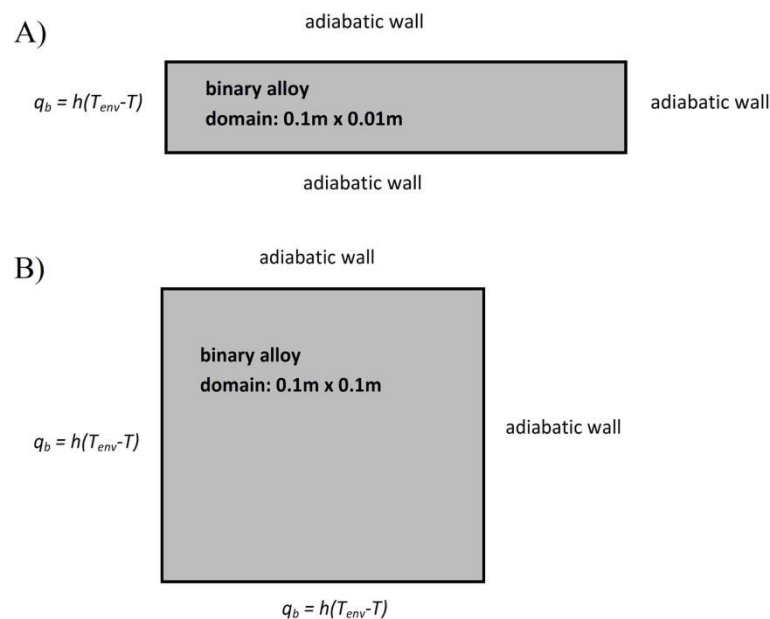 A)
adiabatic wall
q_b = h(T_env-T)
binary alloy
domain: 0.1m x 0.01m
adiabatic wall
adiabatic wall
B)
adiabatic wall
binary alloy
domain: 0.1m x 0.1m
q_b = h(T_env-T)
adiabatic wall
q_b = h(T_env-T)